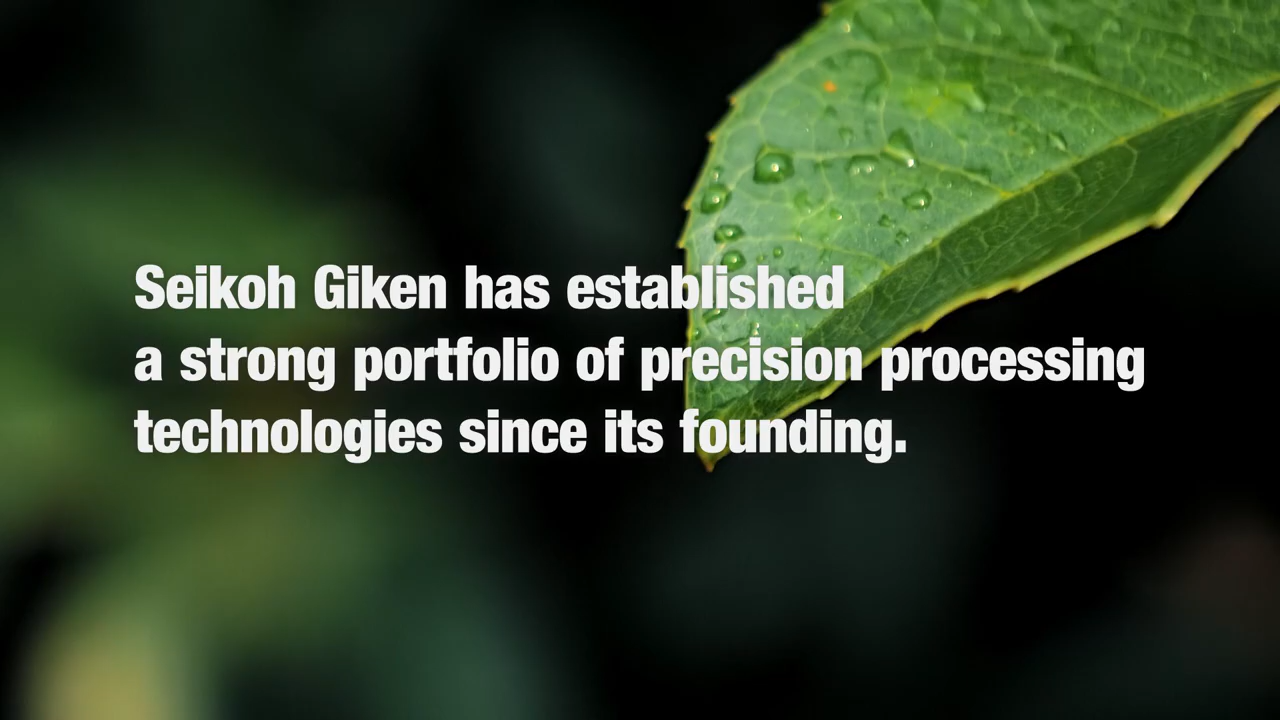 Seikoh Giken has established
a strong portfolio of precision processing
technologies since its founding.